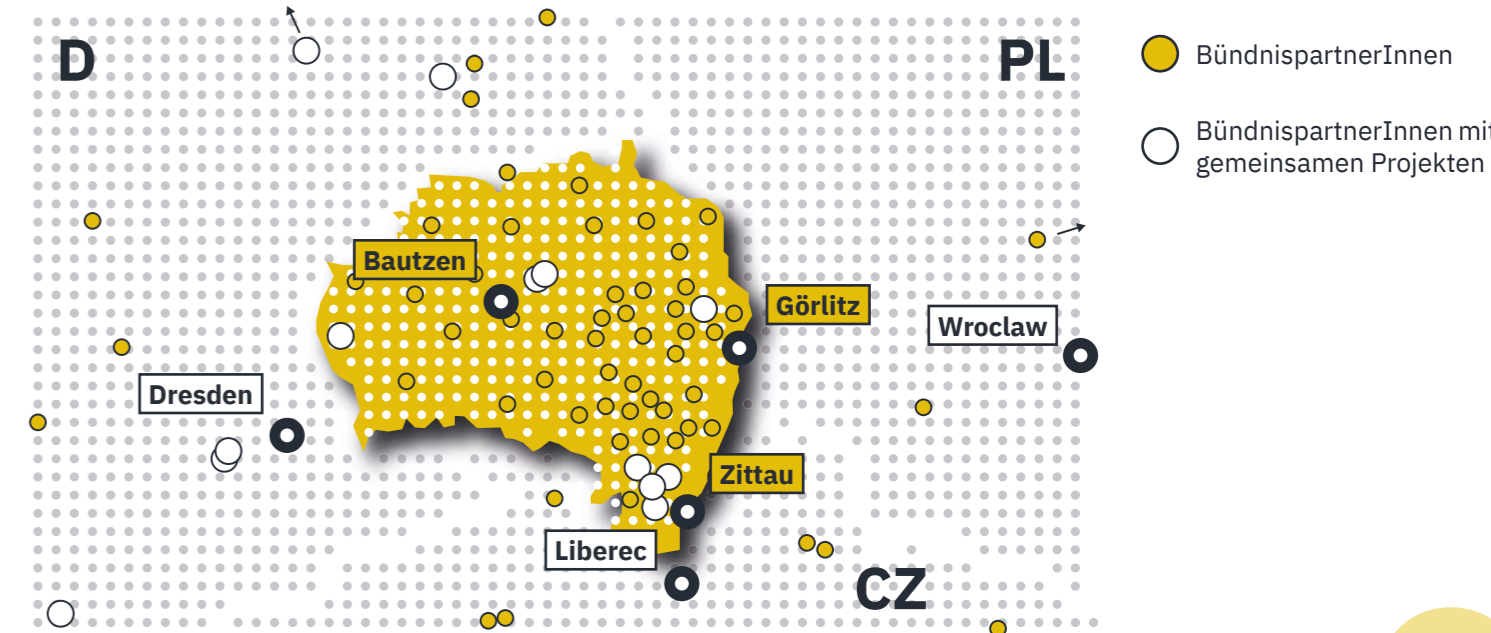 D
PL
BündnispartnerInnen
BündnispartnerInnen mit
gemeinsamen Projekten
Bautzen
Görlitz
Wroclaw
Dresden
Zittau
Liberec
CZ